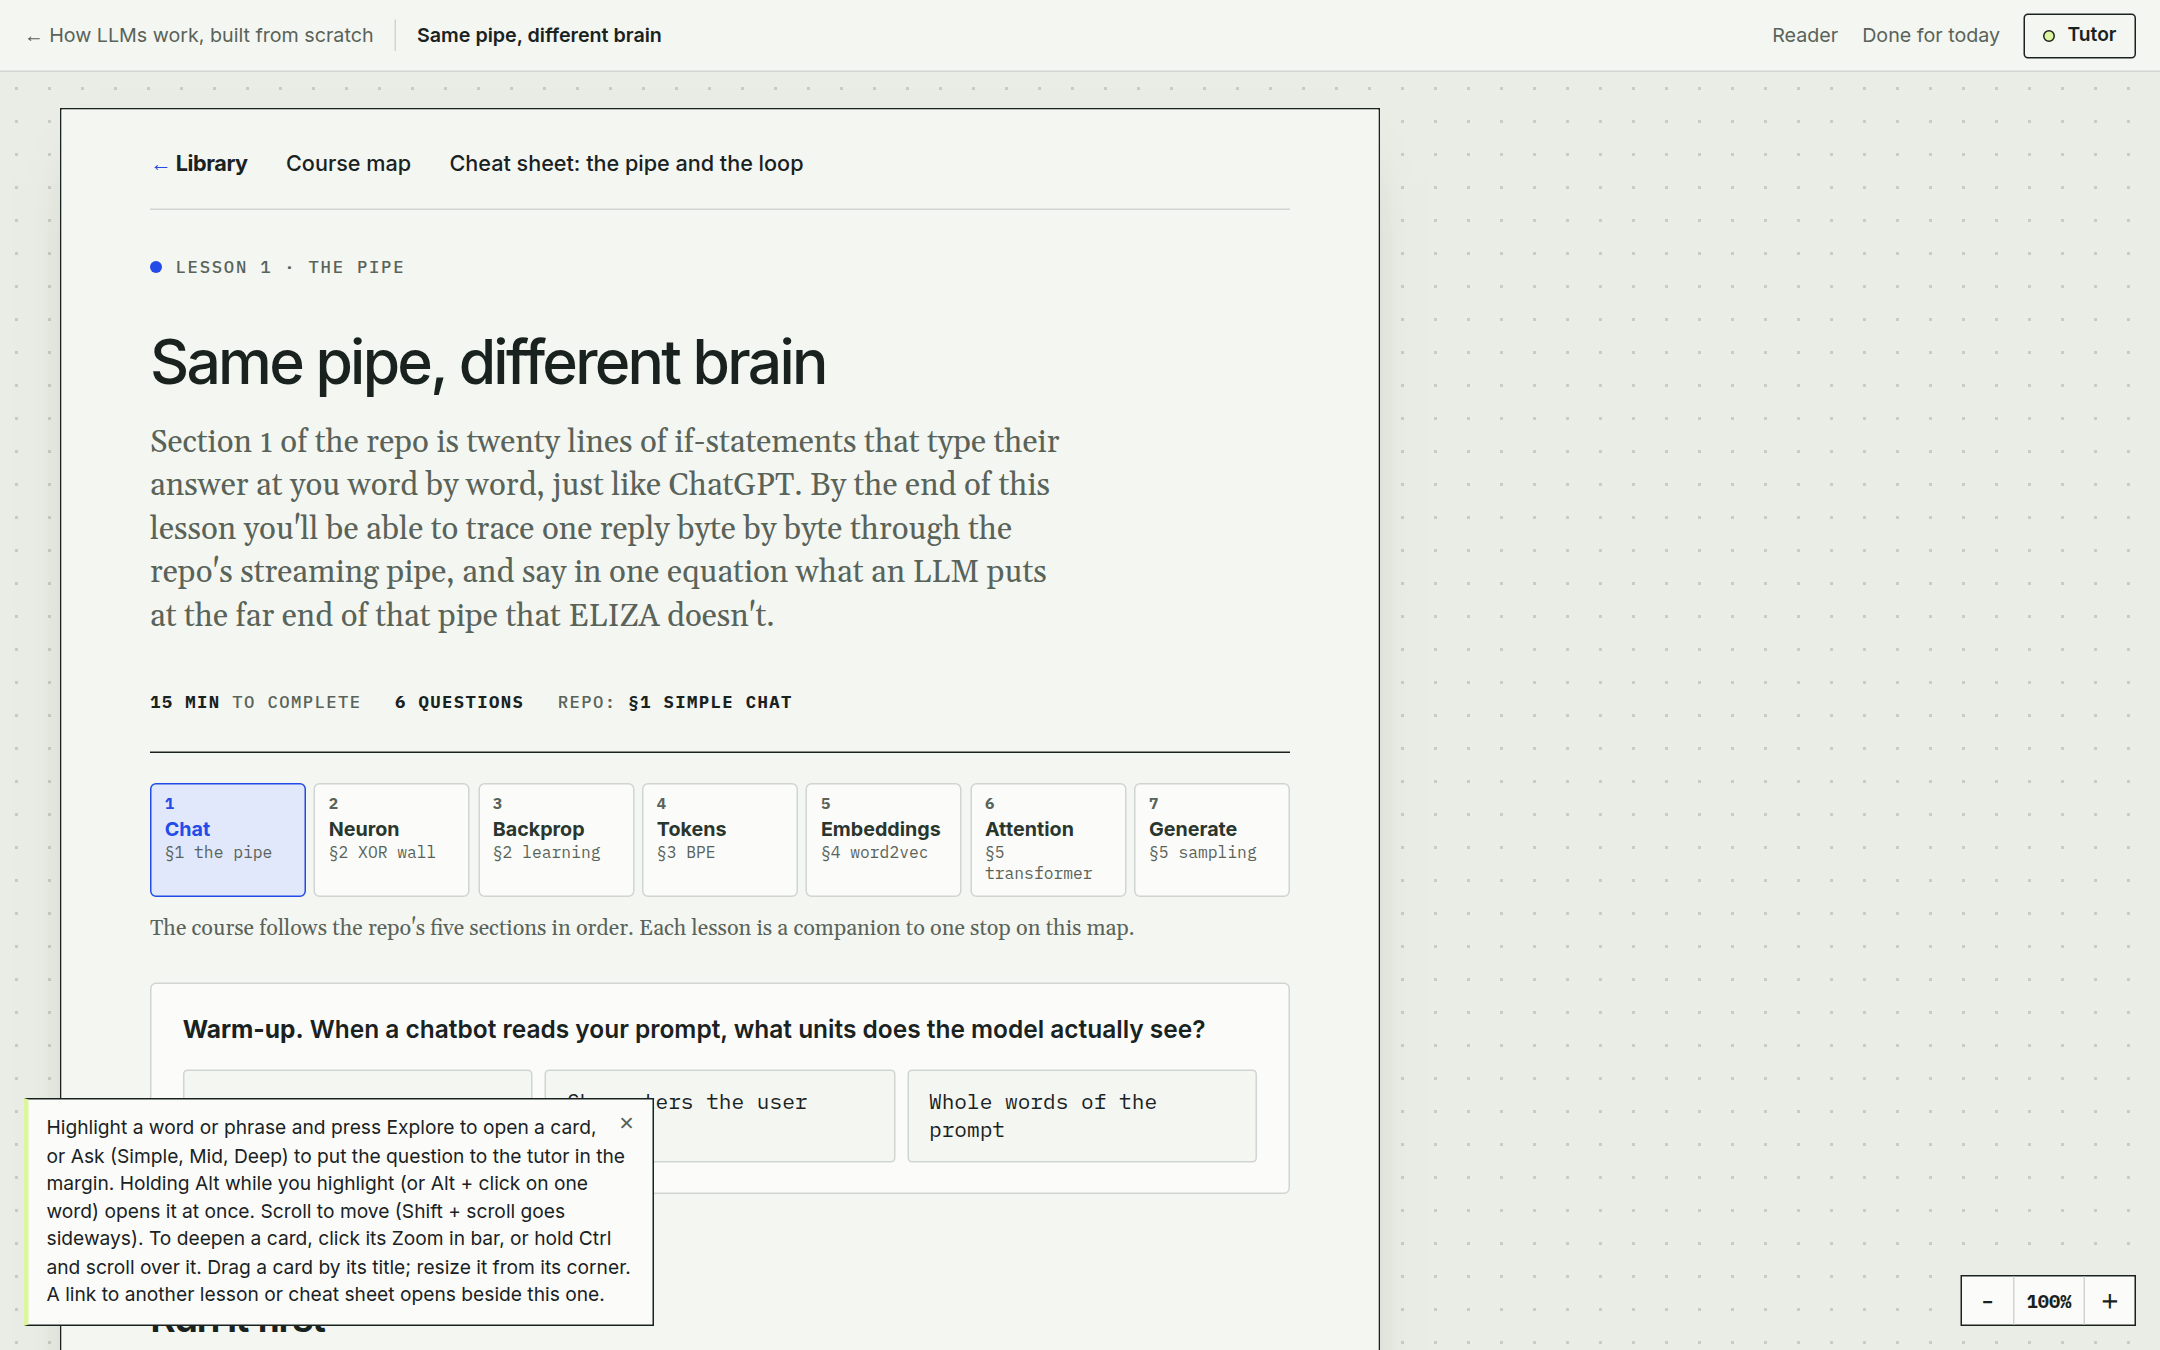 ← How LLMs work, built from scratch
Same pipe, different brain
Reader
Done for today
Tutor
← Library
Course map
Cheat sheet: the pipe and the loop
LESSON 1 · THE PIPE
Same pipe, different brain
Section 1 of the repo is twenty lines of if-statements that type their
answer at you word by word, just like ChatGPT. By the end of this
lesson you'll be able to trace one reply byte by byte through the
repo's streaming pipe, and say in one equation what an LLM puts
at the far end of that pipe that ELIZA doesn't.
15 MIN TO COMPLETE
6 QUESTIONS
REPO: §1 SIMPLE CHAT
1
Chat
§1 the pipe
2
Neuron
§2 XOR wall
3
Backprop
§2 learning
4
Tokens
§3 BPE
5
Embeddings
§4 word2vec
6
Attention
§5
transformer
7
Generate
§5 sampling
The course follows the repo's five sections in order. Each lesson is a companion to one stop on this map.
Warm-up. When a chatbot reads your prompt, what units does the model actually see?
the user
Whole words of the
prompt
Highlight a word or phrase and press Explore to open a card,
or Ask (Simple, Mid, Deep) to put the question to the tutor in the
margin. Holding Alt while you highlight (or Alt + click on one
word) opens it at once. Scroll to move (Shift + scroll goes
sideways). To deepen a card, click its Zoom in bar, or hold Ctrl
and scroll over it. Drag a card by its title; resize it from its corner.
A link to another lesson or cheat sheet opens beside this one.
×
- 100% +